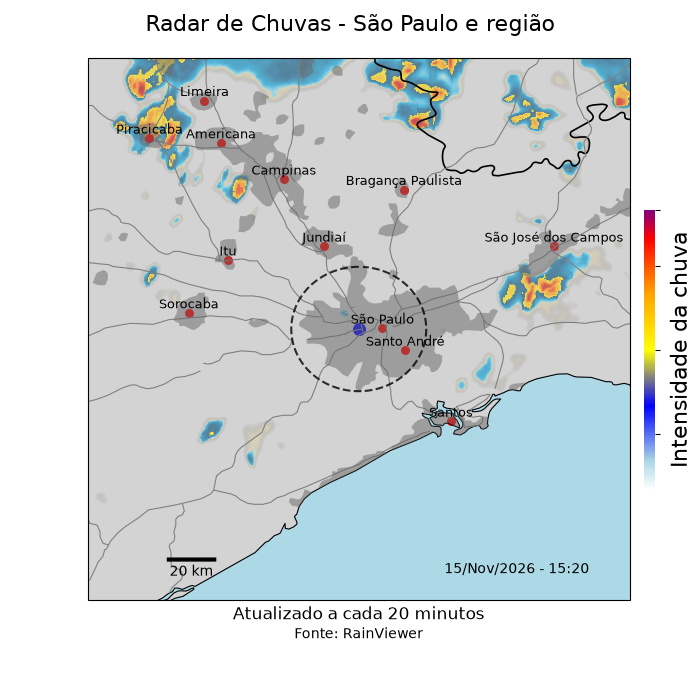 Radar de Chuvas - São Paulo e região
Limeira
Piracicaba
Americana
Campinas
Bragança Paulista
Jundiaí
São José dos Campos
Itu
Sorocaba
São Paulo
Santo André
Santos
Intensidade da chuva
20 km
15/Nov/2026 - 15:20
Atualizado a cada 20 minutos
Fonte: RainViewer